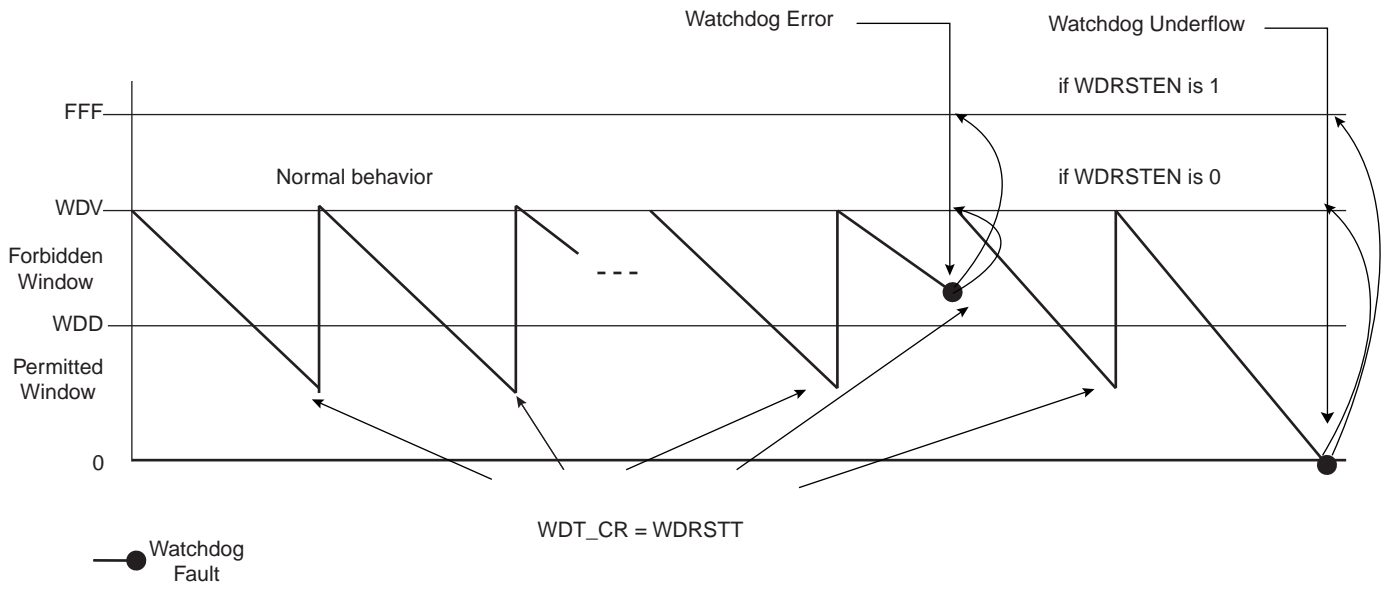 Watchdog Error
Watchdog Underflow
if WDRSTEN is 1
FFF
Normal behavior
if WDRSTEN is 0
WDV
Forbidden
Window
WDD
Permitted
Window
0
WDT_CR = WDRSTT
Watchdog
Fault